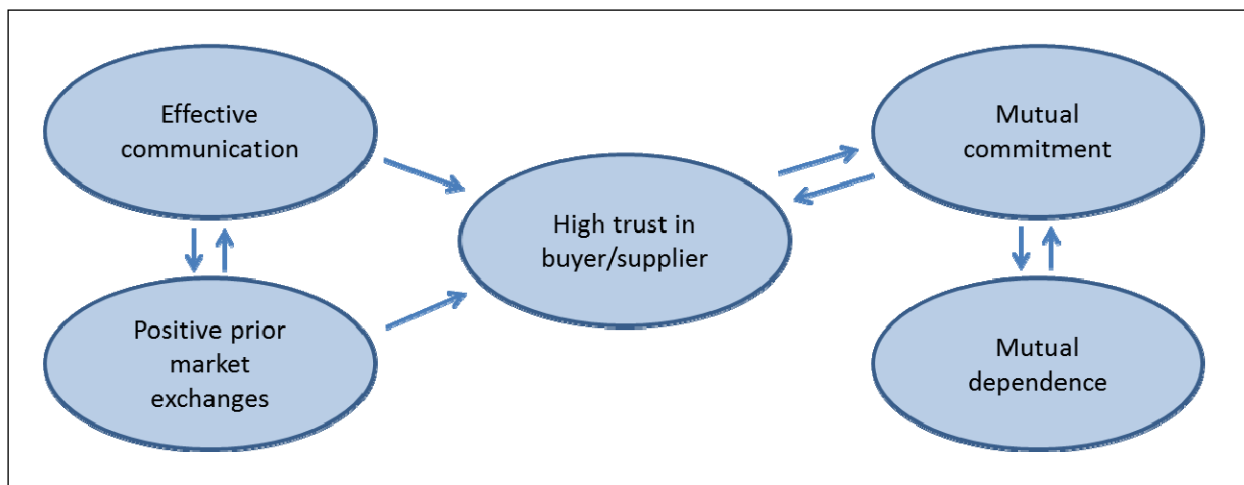 Effective
communication
Positive prior
market
exchanges
High trust in
buyer/supplier
Mutual
commitment
Mutual
dependence